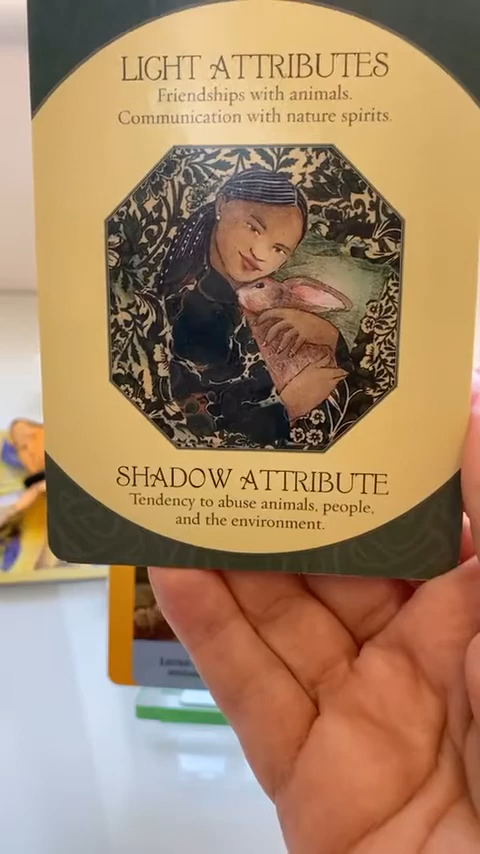 LIGHT ATTRIBUTES
Friendships with animals.
Communication with nature spirits.
SHADOW ATTRIBUTE
Tendency to abuse animals, people,
and the environment.